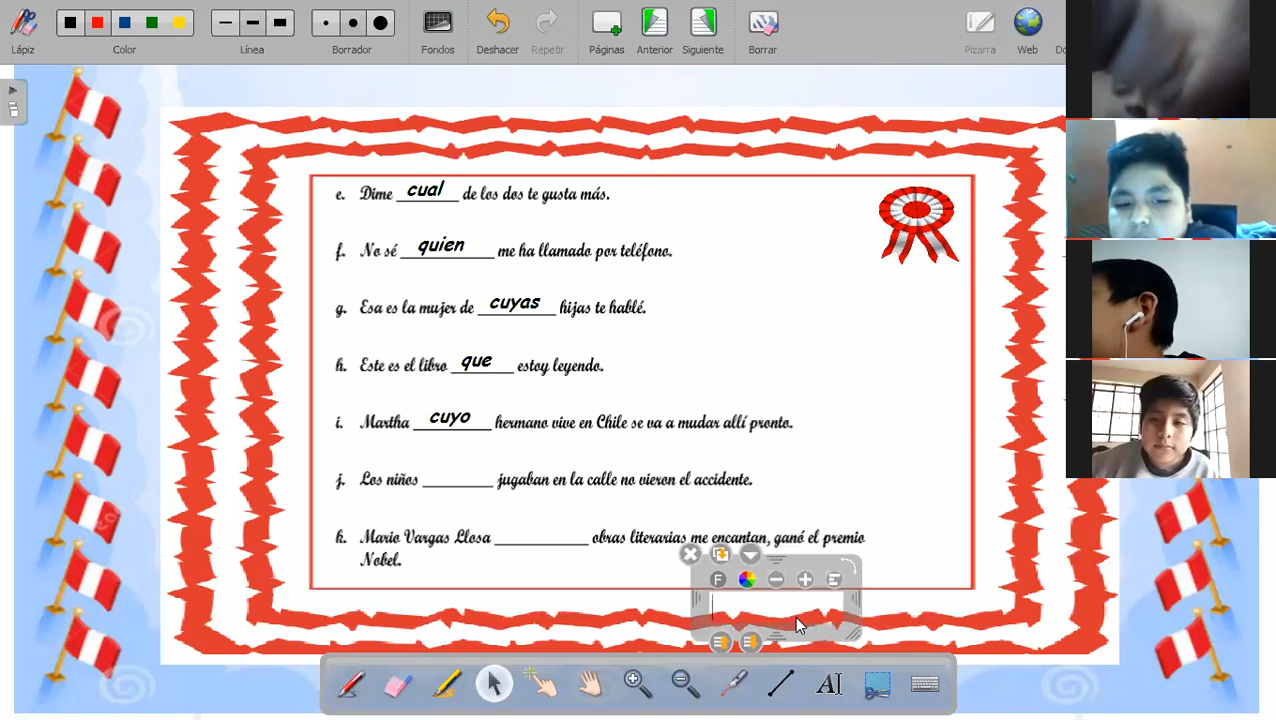 Lápiz
Color
Línea
Borrador
Fondos
Deshacer
Repetir
Páginas
Anterior
Siguiente
Borrar
Pizarra
Web
e. Dime cual de los dos te gusta más.
f. No sé quien me ha llamado por teléfono.
g. Esa es la mujer de cuyas hijas te hablé.
h. Este es el libro que estoy leyendo.
i. Martha cuyo hermano vive en Chile se va a mudar allí pronto.
j. Los niños ________ jugaban en la calle no vieron el accidente.
k. Mario Vargas Llosa ___________ obras literarias me encantan, ganó el premio
Nobel.
F
AI